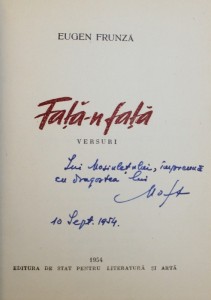 EUGEN FRUNZĂ
Față-n față
VERSURI
Lui împreună
cu dragostea lui
10 Sept. 1954.
1954
EDITURA DE STAT PENTRU LITERATURĂ ȘI ARTĂ